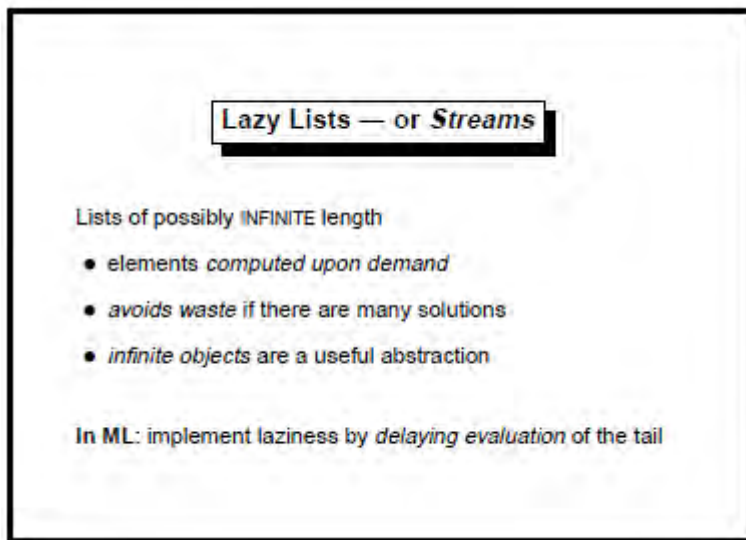 Lazy Lists — or Streams
Lists of possibly INFINITE length
• elements computed upon demand
• avoids waste if there are many solutions
• infinite objects are a useful abstraction
In ML: implement laziness by delaying evaluation of the tail